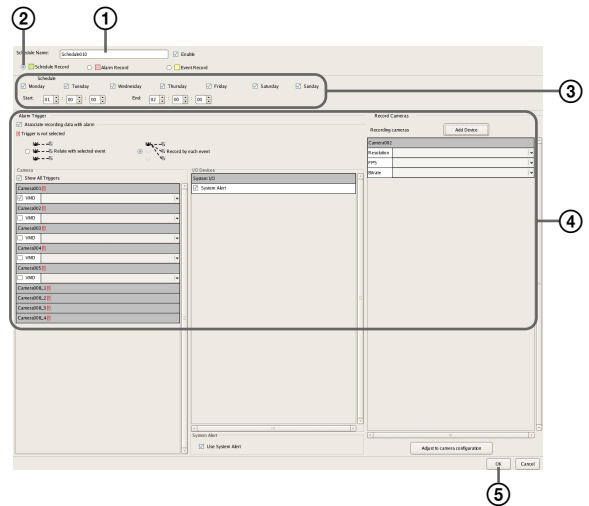 ② ①
Schedule Name: Schedule010 Enable
Schedule Record Alarm Record Event Record
Schedule
Monday Tuesday Wednesday Thursday Friday Saturday Sunday
③
Start: 01 : 00 : 00 End: 02 : 00 : 00
Alarm Trigger
Associate recording data with alarm
[!] Trigger is not selected
Relate with selected event Record by each event
Camera
Show All Triggers
Camera001 [!]
VMD
Camera002 [!]
VMD
Camera003 [!]
VMD
Camera004 [!]
VMD
Camera005 [!]
VMD
Camera008_1 [!]
Camera008_2 [!]
Camera008_3 [!]
Camera008_4 [!]
I/O Devices
System I/O
System Alert
System Alert
Use System Alert
Record Cameras
Recording cameras Add Device
Camera002
Resolution
FPS
Bitrate
④
Adjust to camera configuration
OK Cancel
⑤